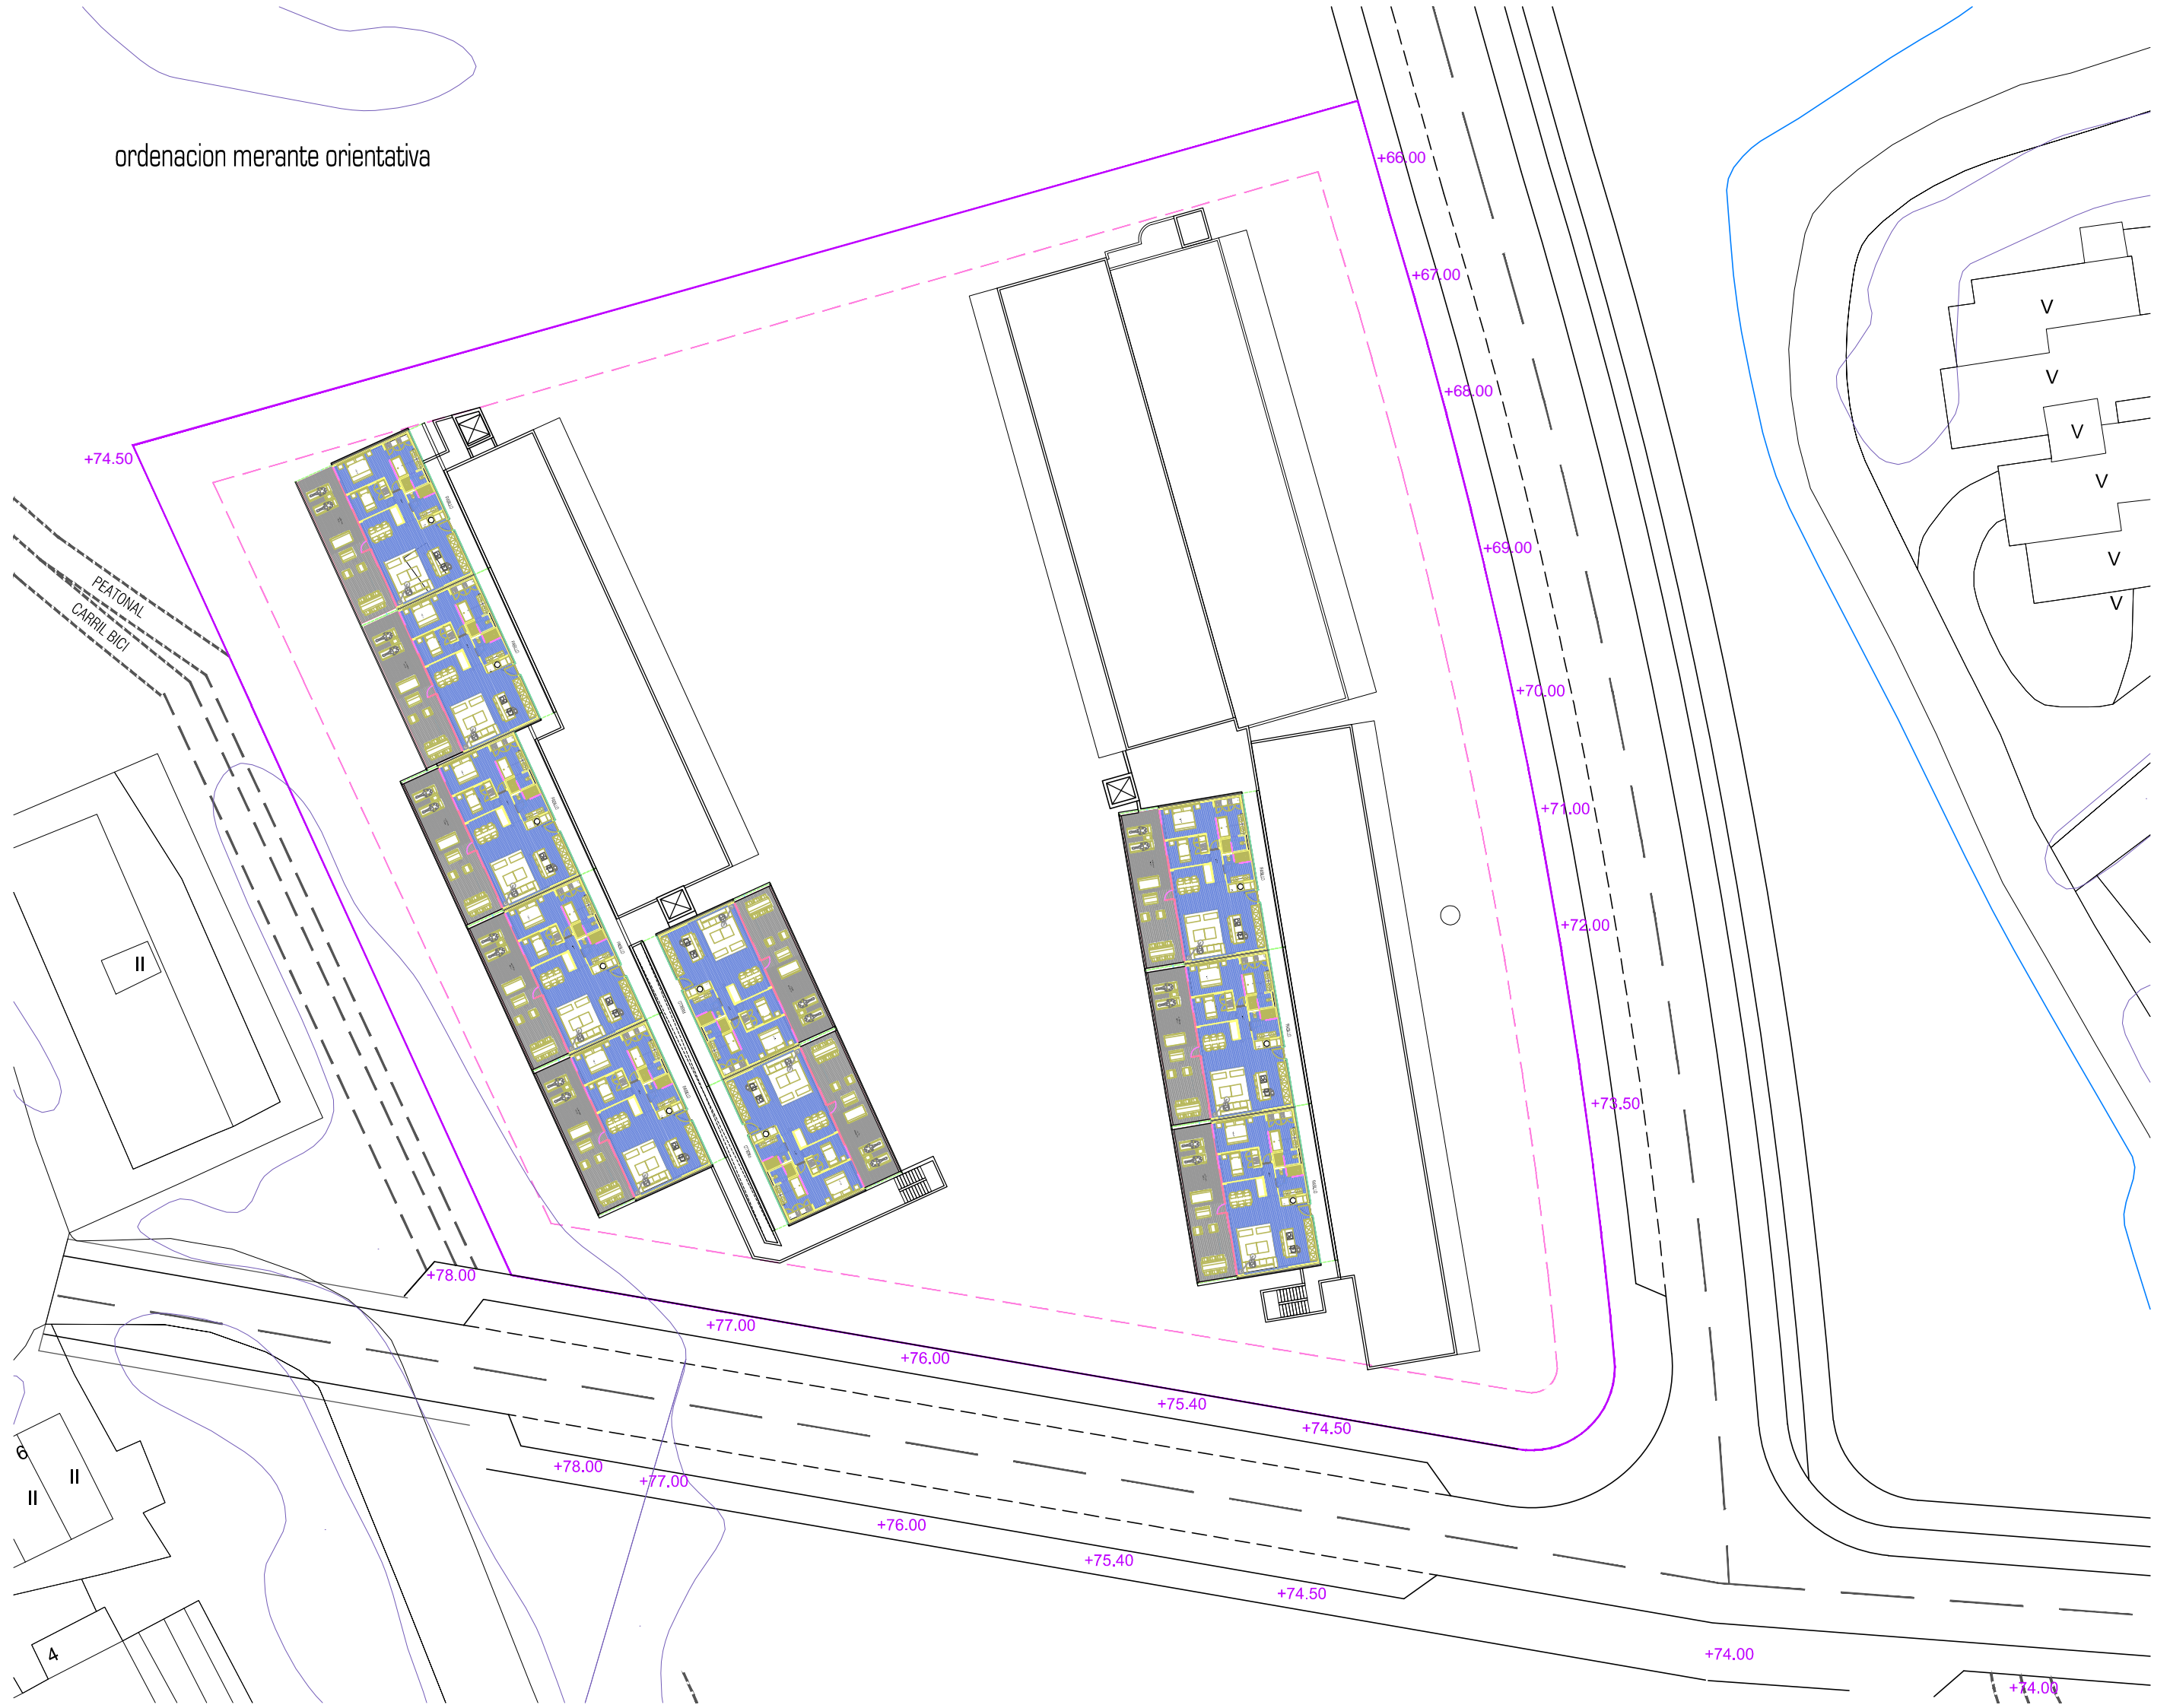 ordenacion merante orientativa
+66.00
+67.00
+68.00
+74.50
+69.00
PEATONAL
CARRIL BICI
+70.00
+71.00
+72.00
+73.50
+78.00
+77.00
+76.00
+75.40
+74.50
+78.00
+77.00
+76.00
+75.40
+74.50
+74.00
+74.00
V
V
V
V
V
V
II
6
II
II
4